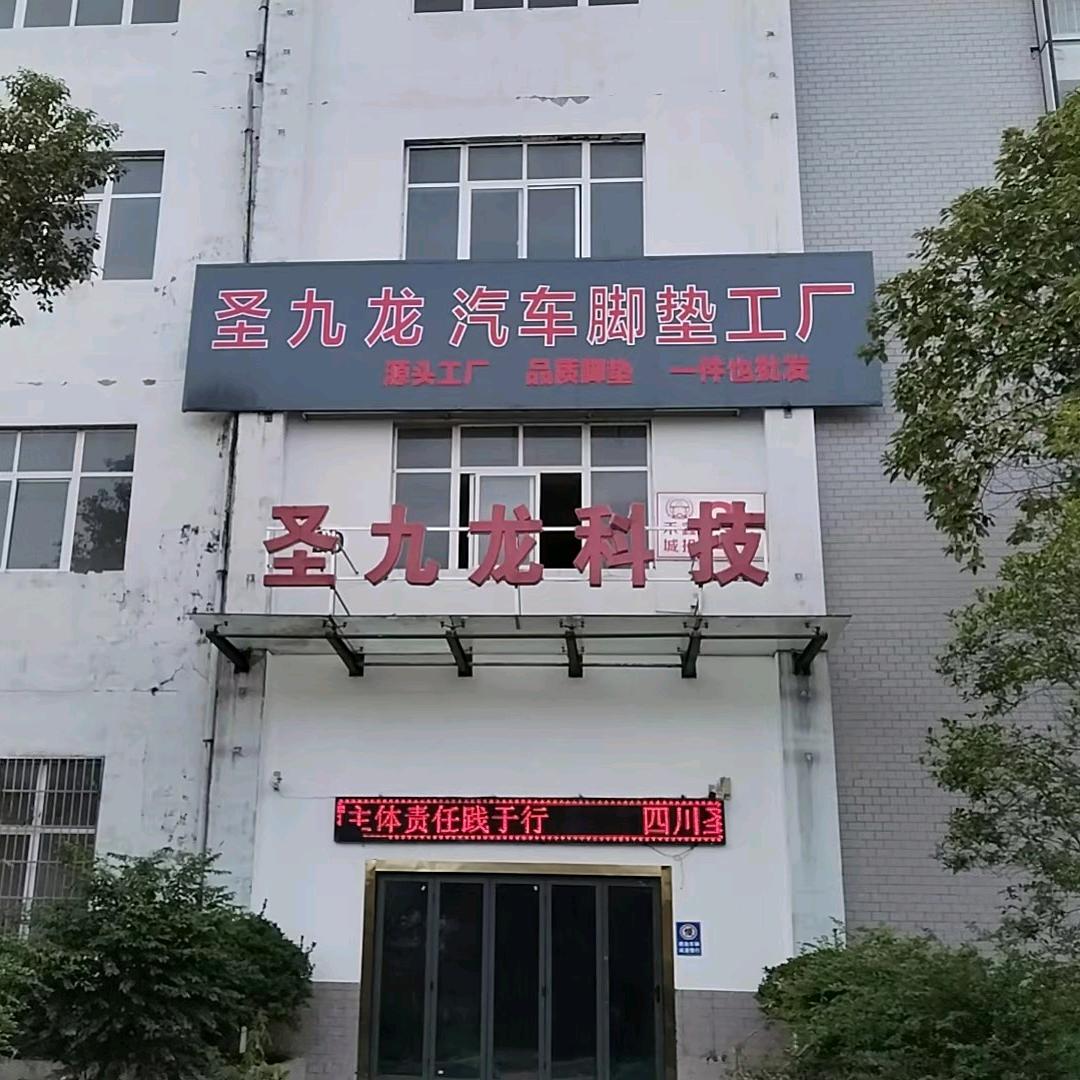 圣九龙 汽车脚垫工厂
源头工厂 品质脚垫 一件也批发
圣九龙科技
主体责任践于行 四川圣